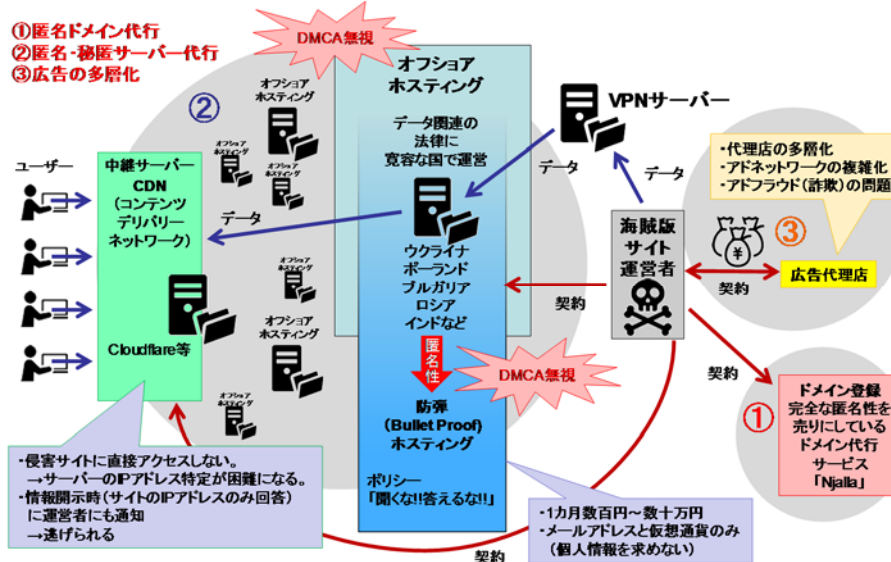 ①匿名ドメイン代行
②匿名・秘匿サーバー代行
③広告の多層化
DMCA無視
②
オフショア
ホスティング
オフショア
ホスティング
オフショア
ホスティング
オフショア
ホスティング
オフショア
ホスティング
オフショア
ホスティング
ユーザー
中継サーバー
CDN
(コンテンツ
デリバリー
ネットワーク)
Cloudflare等
データ
オフショア
ホスティング
データ関連の
法律に
寛容な国で運営
ウクライナ
ポーランド
ブルガリア
ロシア
インドなど
匿名性
DMCA無視
防弾
(Bullet Proof)
ホスティング
ポリシー
「聞くな!!答えるな!!」
VPNサーバー
データ
データ
海賊版
サイト
運営者
契約
・代理店の多層化
・アドネットワークの複雑化
・アドフラウド(詐欺)の問題
③
¥
契約
広告代理店
契約
①
ドメイン登録
完全な匿名性を
売りにしている
ドメイン代行
サービス
「Njalla」
・侵害サイトに直接アクセスしない。
→サーバーのIPアドレス特定が困難になる。
・情報開示時(サイトのIPアドレスのみ回答)
に運営者にも通知
→逃げられる
・1カ月数百円～数十万円
・メールアドレスと仮想通貨のみ
(個人情報を求めない)
契約